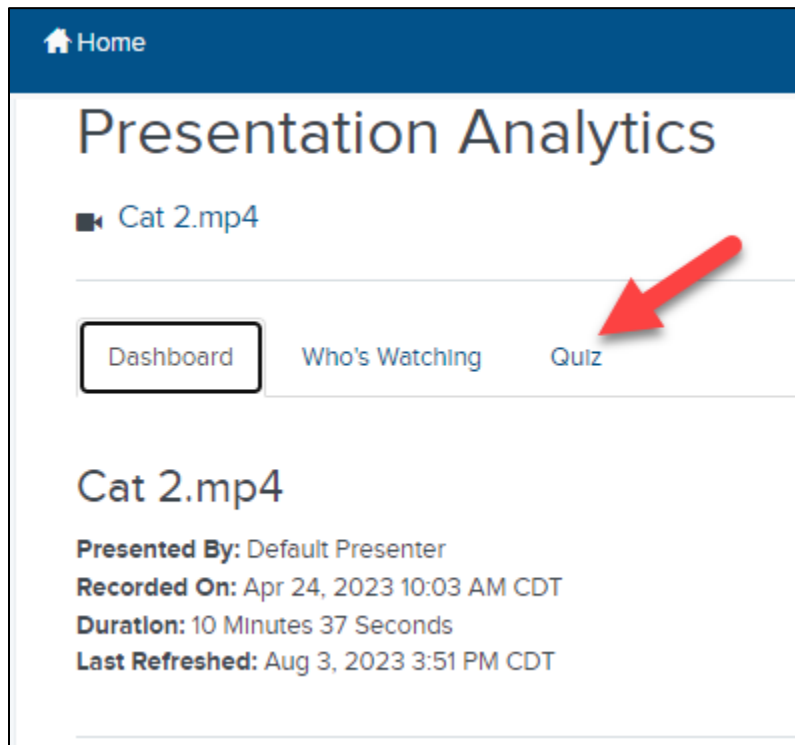 Home
Presentation Analytics
Cat 2.mp4
Dashboard Who's Watching Quiz
Cat 2.mp4
Presented By: Default Presenter
Recorded On: Apr 24, 2023 10:03 AM CDT
Duration: 10 Minutes 37 Seconds
Last Refreshed: Aug 3, 2023 3:51 PM CDT